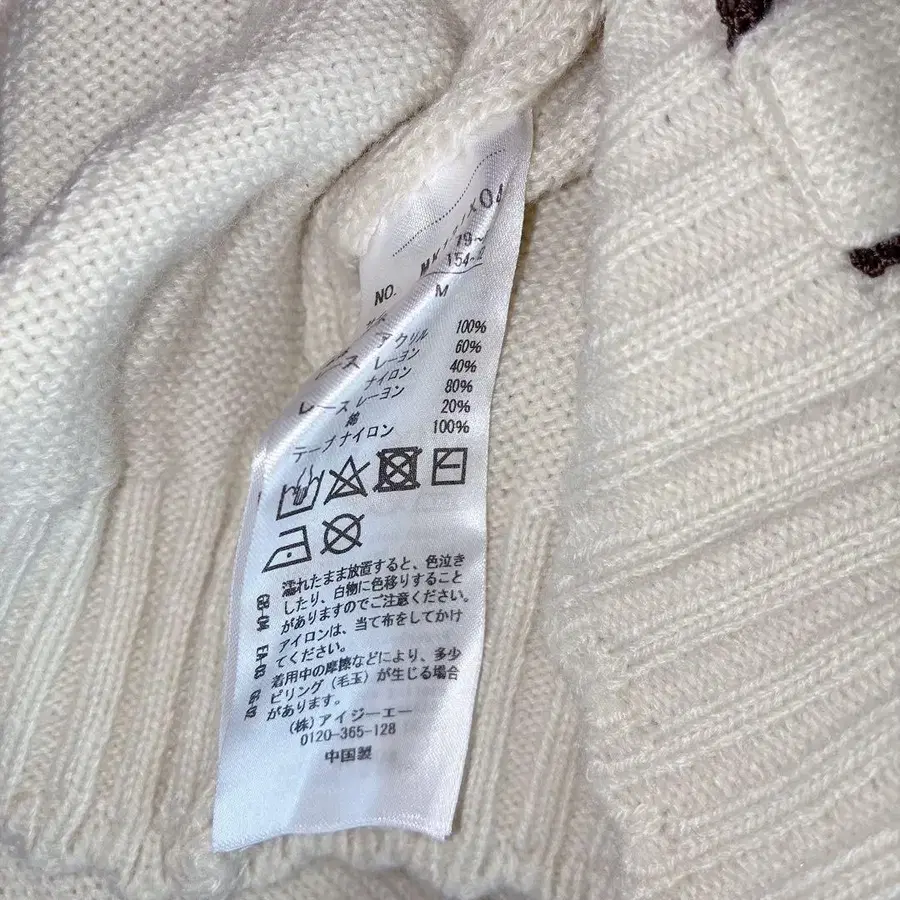 79~
154~
NO.
M
アクリル 100%
レーヨン 60%
ナイロン 40%
レース レーヨン 80%
綿 20%
テープ ナイロン 100%
濡れたまま放置すると、色泣き
したり、白物に色移りすること
がありますのでご注意ください。
アイロンは、当て布をしてかけ
てください。
着用中の摩擦などにより、多少
ピリング（毛玉）が生じる場合
があります。
(株)アイジーエー
0120-365-128
中国製